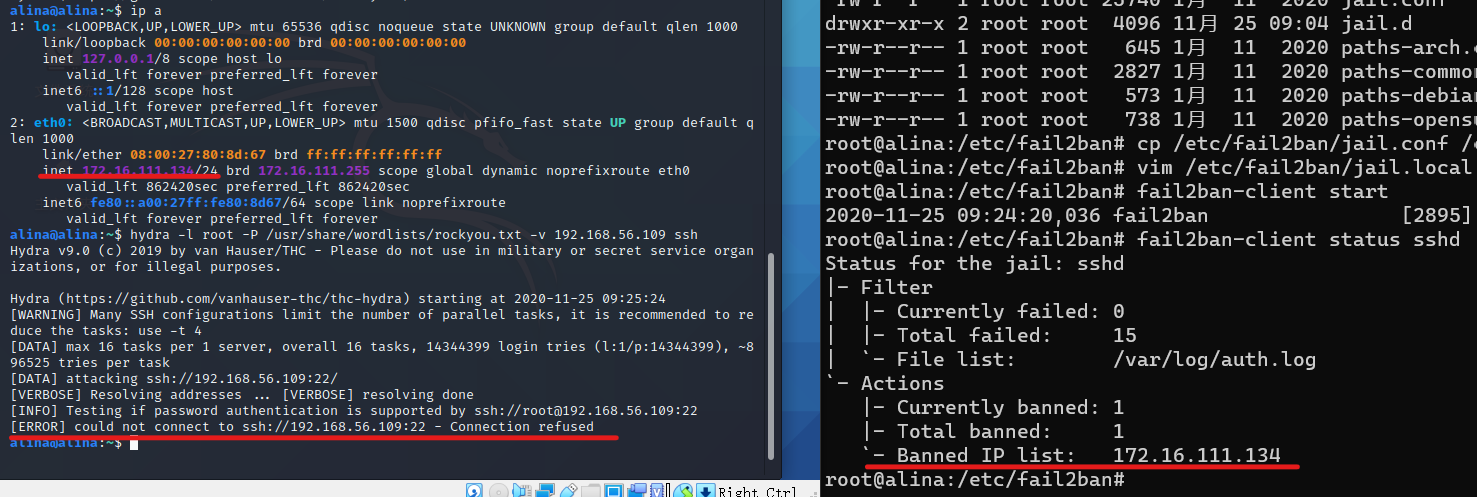 alina@alina:~$ ip a
1: lo: <LOOPBACK,UP,LOWER_UP> mtu 65536 qdisc noqueue state UNKNOWN group default qlen 1000
link/loopback 00:00:00:00:00:00 brd 00:00:00:00:00:00
inet 127.0.0.1/8 scope host lo
valid_lft forever preferred_lft forever
inet6 ::1/128 scope host
valid_lft forever preferred_lft forever
2: eth0: <BROADCAST,MULTICAST,UP,LOWER_UP> mtu 1500 qdisc pfifo_fast state UP group default q
len 1000
link/ether 08:00:27:80:8d:67 brd ff:ff:ff:ff:ff:ff
inet 172.16.111.134/24 brd 172.16.111.255 scope global dynamic noprefixroute eth0
valid_lft 862420sec preferred_lft 862420sec
inet6 fe80::a00:27ff:fe80:8d67/64 scope link noprefixroute
valid_lft forever preferred_lft forever
alina@alina:~$ hydra -l root -P /usr/share/wordlists/rockyou.txt -v 192.168.56.109 ssh
Hydra v9.0 (c) 2019 by van Hauser/THC - Please do not use in military or secret service organ
izations, or for illegal purposes.
Hydra (https://github.com/vanhauser-thc/thc-hydra) starting at 2020-11-25 09:25:24
[WARNING] Many SSH configurations limit the number of parallel tasks, it is recommended to re
duce the tasks: use -t 4
[DATA] max 16 tasks per 1 server, overall 16 tasks, 14344399 login tries (l:1/p:14344399), ~8
96525 tries per task
[DATA] attacking ssh://192.168.56.109:22/
[VERBOSE] Resolving addresses ... [VERBOSE] resolving done
[INFO] Testing if password authentication is supported by ssh://root@192.168.56.109:22
[ERROR] could not connect to ssh://192.168.56.109:22 - Connection refused
alina@alina:~$
Right Ctrl
-rw-r--r-- 1 root root 25740 1月 11 2020 jail.conf
drwxr-xr-x 2 root root 4096 11月 25 09:04 jail.d
-rw-r--r-- 1 root root 645 1月 11 2020 paths-arch.c
-rw-r--r-- 1 root root 2827 1月 11 2020 paths-commo
-rw-r--r-- 1 root root 573 1月 11 2020 paths-debia
-rw-r--r-- 1 root root 738 1月 11 2020 paths-opensu
root@alina:/etc/fail2ban# cp /etc/fail2ban/jail.conf /e
root@alina:/etc/fail2ban# vim /etc/fail2ban/jail.local
root@alina:/etc/fail2ban# fail2ban-client start
2020-11-25 09:24:20,036 fail2ban [2895]
root@alina:/etc/fail2ban# fail2ban-client status sshd
Status for the jail: sshd
|- Filter
|  |- Currently failed: 0
|  |- Total failed: 15
|  `- File list: /var/log/auth.log
`- Actions
|- Currently banned: 1
|- Total banned: 1
`- Banned IP list: 172.16.111.134
root@alina:/etc/fail2ban#